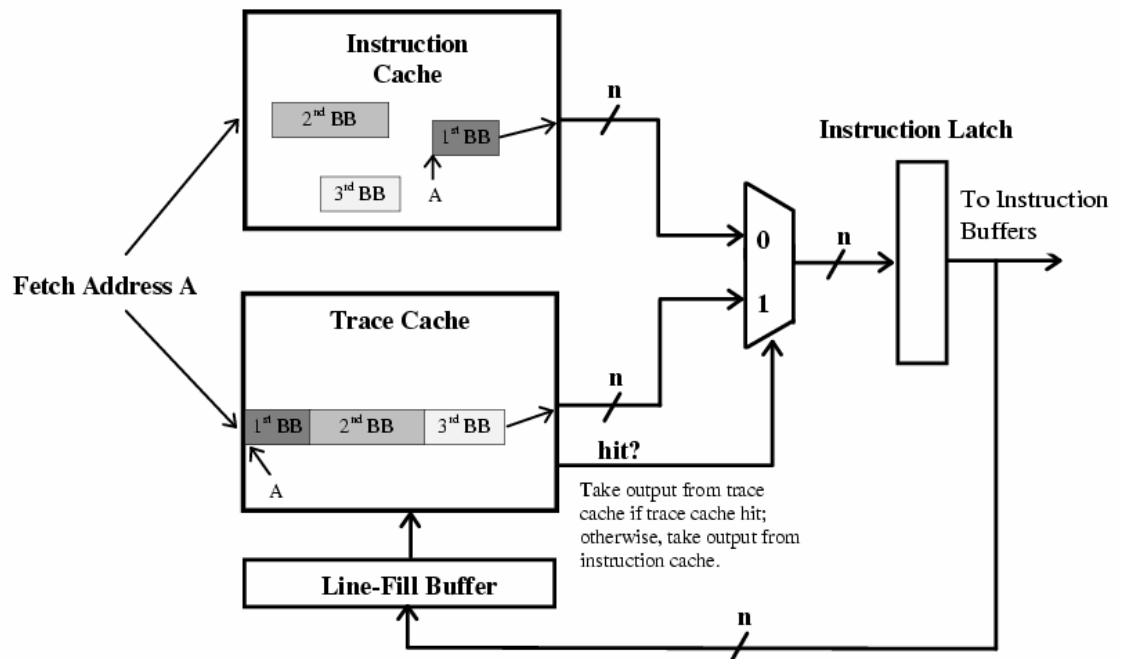 Instruction
Cache
2nd BB
1st BB
3rd BB
A
n
Instruction Latch
To Instruction
Buffers
0
1
n
Fetch Address A
Trace Cache
1st BB
2nd BB
3rd BB
A
n
hit?
Take output from trace
cache if trace cache hit;
otherwise, take output from
instruction cache.
Line-Fill Buffer
n